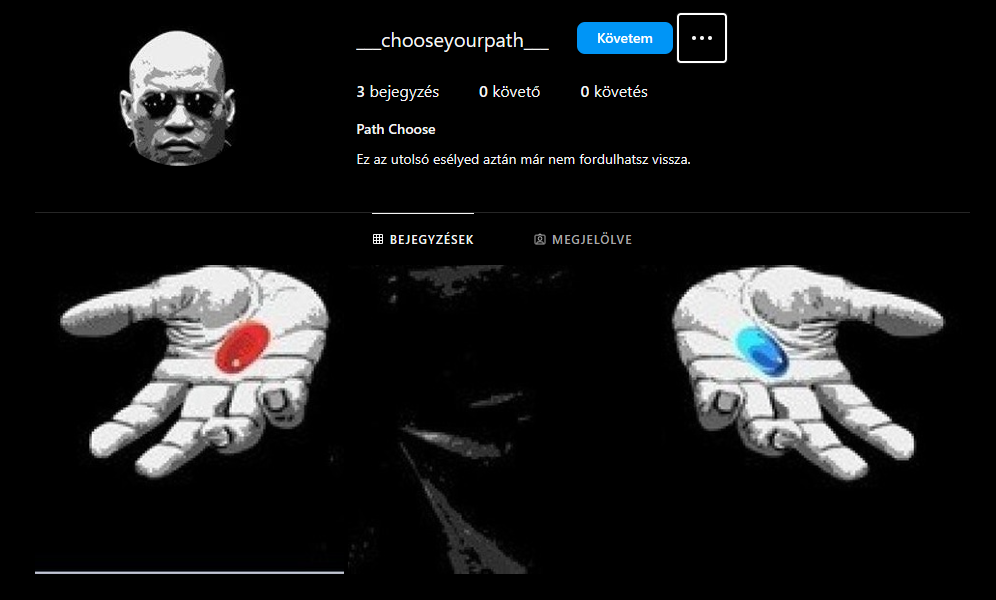 ___chooseyourpath___
Követem
3 bejegyzés 0 követő 0 követés
Path Choose
Ez az utolsó esélyed aztán már nem fordulhatsz vissza.
BEJEGYZÉSEK MEGJELÖLVE